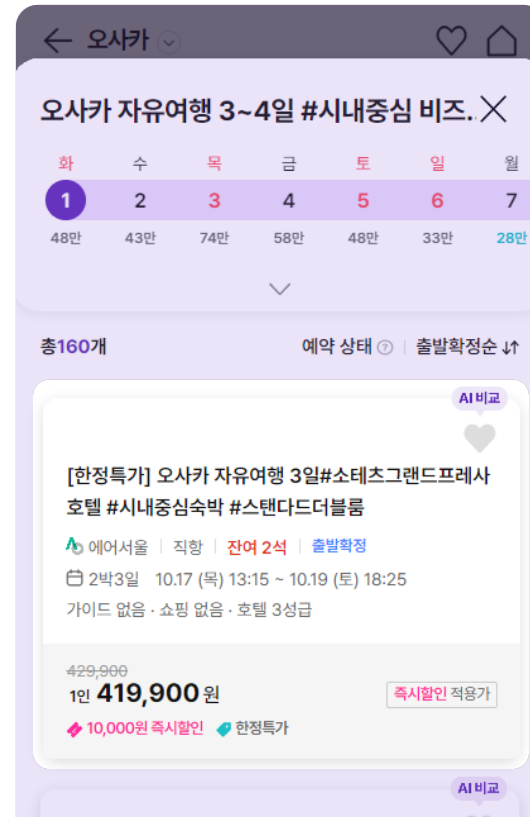 오사카
오사카 자유여행 3~4일 #시내중심 비즈..
화 수 목 금 토 일 월
1 2 3 4 5 6 7
48만 43만 74만 58만 48만 33만 28만
총160개 예약 상태 ? 출발확정순
AI 비교
[한정특가] 오사카 자유여행 3일#소테츠그랜드프레사
호텔 #시내중심숙박 #스탠다드더블룸
에어서울 직항 잔여 2석 출발확정
2박3일 10.17 (목) 13:15 ~ 10.19 (토) 18:25
가이드 없음 · 쇼핑 없음 · 호텔 3성급
429,900
1인 419,900 원 즉시할인 적용가
10,000원 즉시할인 한정특가
AI 비교